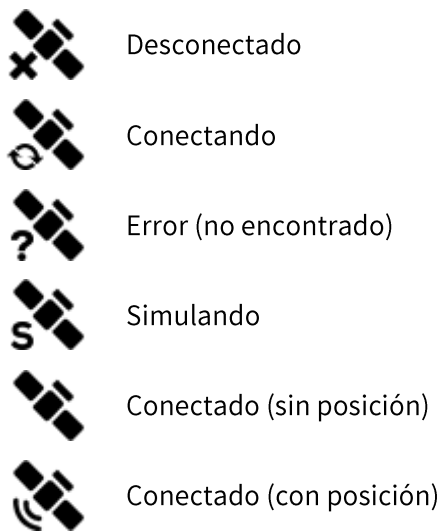 Desconectado
Conectando
? Error (no encontrado)
S Simulando
Conectado (sin posición)
Conectado (con posición)